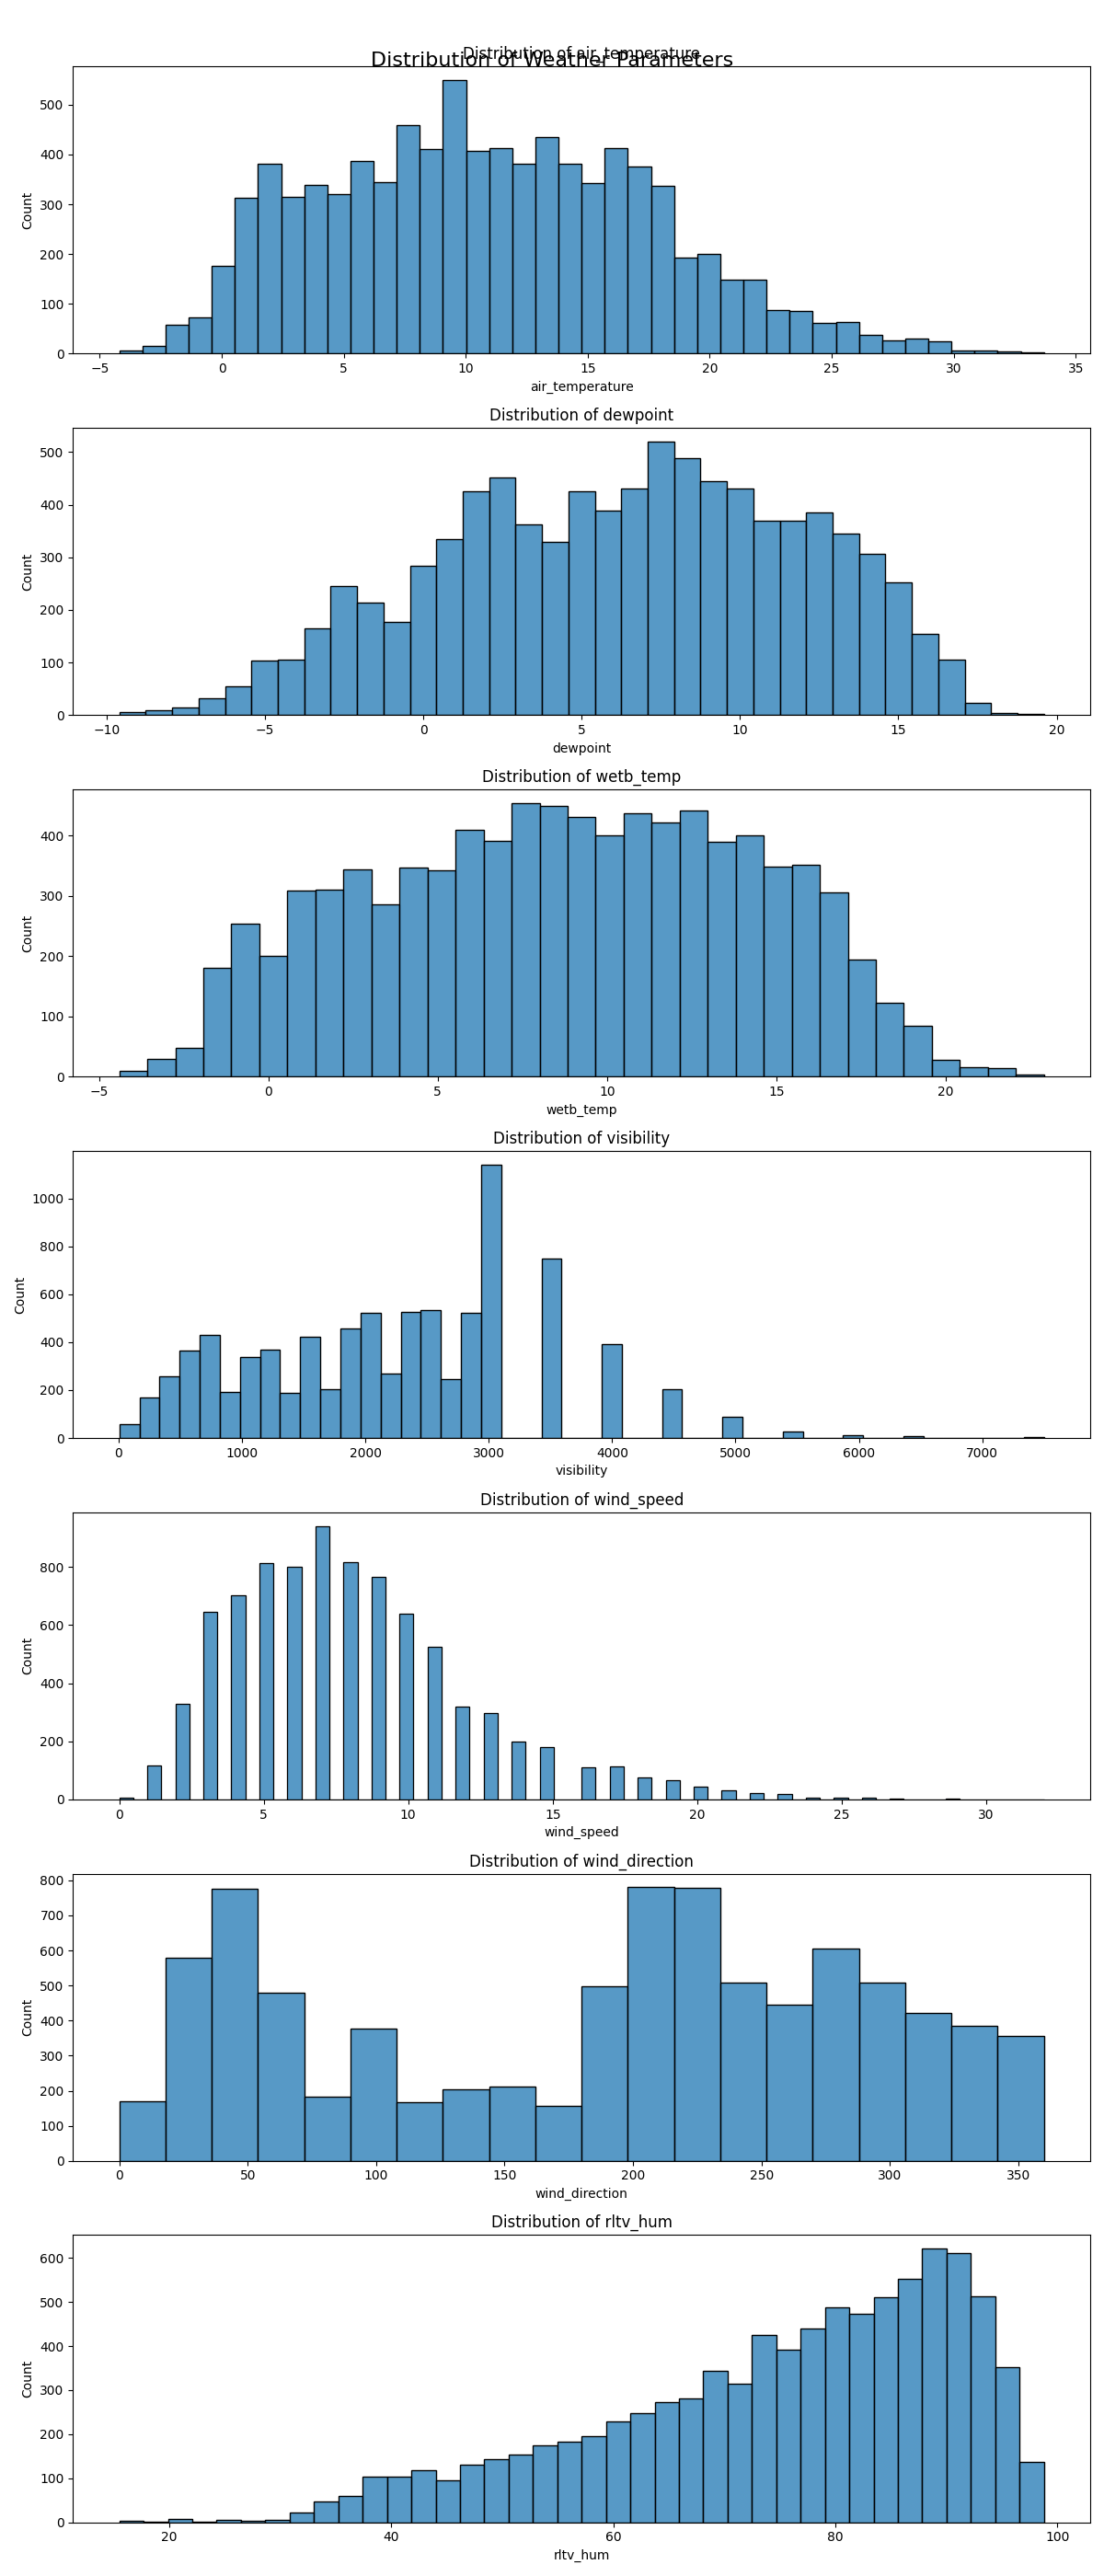 Distribution of air_temperature
Distribution of Weather Parameters
500
400
300
200
100
0
Count
−5 0 5 10 15 20 25 30 35
air_temperature
Distribution of dewpoint
500
400
300
200
100
0
Count
−10 −5 0 5 10 15 20
dewpoint
Distribution of wetb_temp
400
300
200
100
0
Count
−5 0 5 10 15 20
wetb_temp
Distribution of visibility
1000
800
600
400
200
0
Count
0 1000 2000 3000 4000 5000 6000 7000
visibility
Distribution of wind_speed
800
600
400
200
0
Count
0 5 10 15 20 25 30
wind_speed
Distribution of wind_direction
800
700
600
500
400
300
200
100
0
Count
0 50 100 150 200 250 300 350
wind_direction
Distribution of rltv_hum
600
500
400
300
200
100
0
Count
20 40 60 80 100
rltv_hum